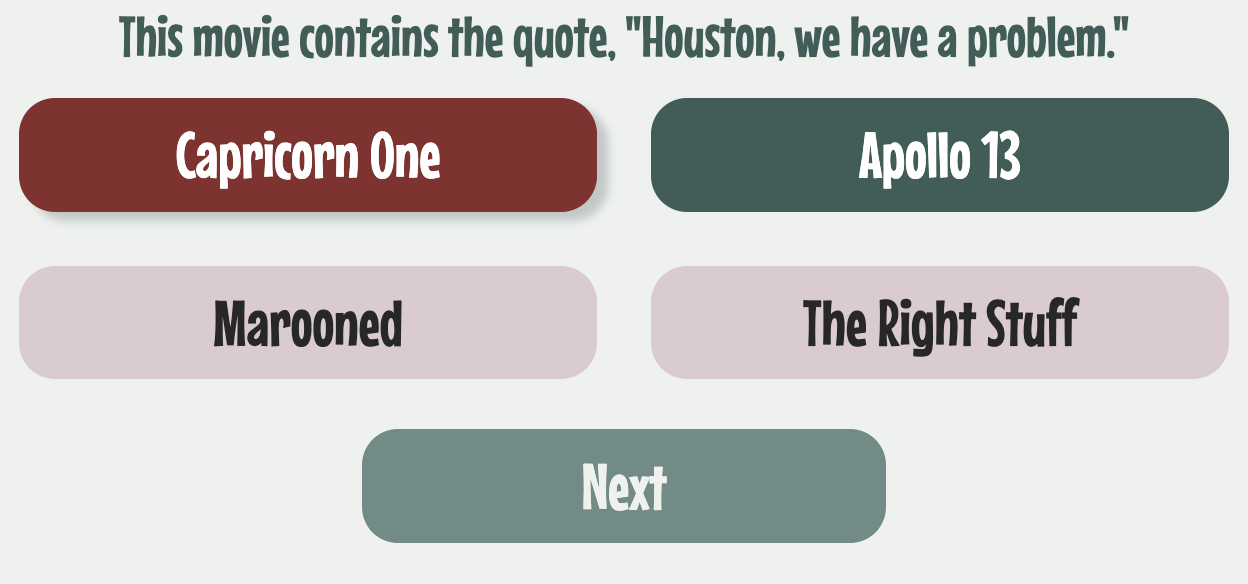 This movie contains the quote, "Houston, we have a problem."
Capricorn One
Apollo 13
Marooned
The Right Stuff
Next